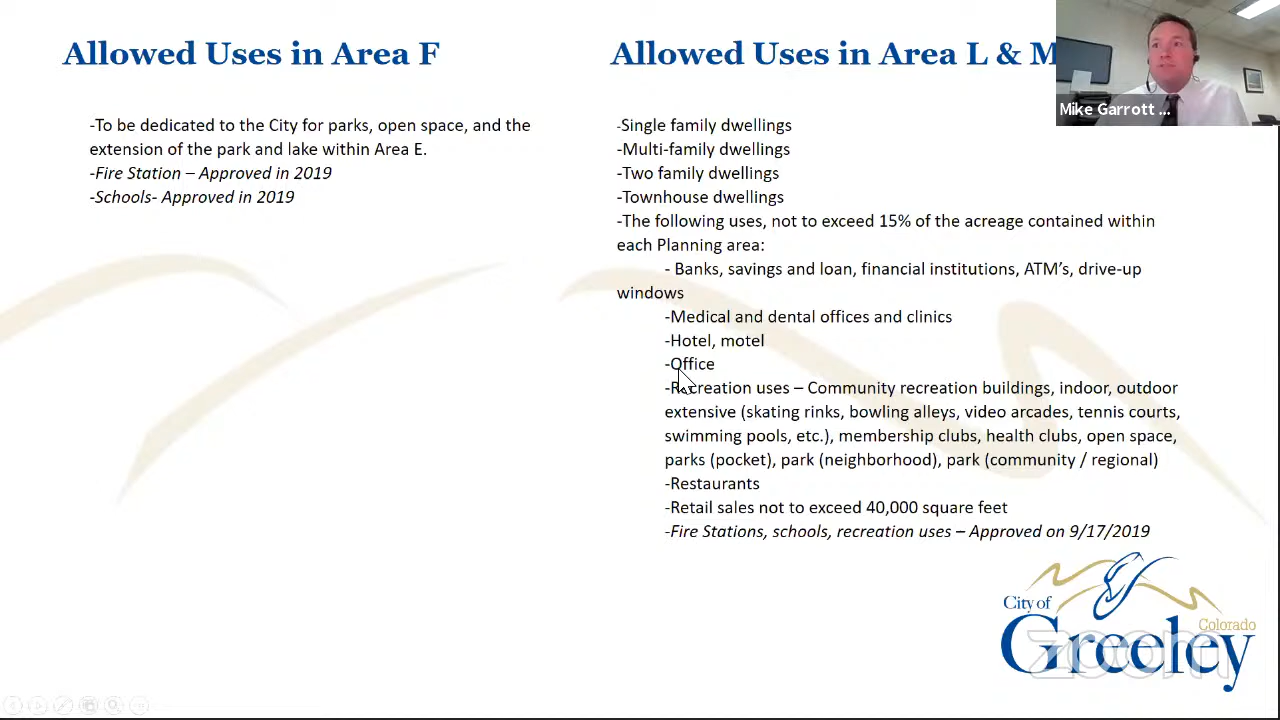 Allowed Uses in Area F
-To be dedicated to the City for parks, open space, and the
extension of the park and lake within Area E.
-Fire Station – Approved in 2019
-Schools- Approved in 2019
Allowed Uses in Area L & M
-Single family dwellings
-Multi-family dwellings
-Two family dwellings
-Townhouse dwellings
-The following uses, not to exceed 15% of the acreage contained within
each Planning area:
- Banks, savings and loan, financial institutions, ATM's, drive-up
windows
-Medical and dental offices and clinics
-Hotel, motel
-Office
-Recreation uses – Community recreation buildings, indoor, outdoor
extensive (skating rinks, bowling alleys, video arcades, tennis courts,
swimming pools, etc.), membership clubs, health clubs, open space,
parks (pocket), park (neighborhood), park (community / regional)
-Restaurants
-Retail sales not to exceed 40,000 square feet
-Fire Stations, schools, recreation uses – Approved on 9/17/2019
Mike Garrott ...
City of
Greeley
Colorado
zoom